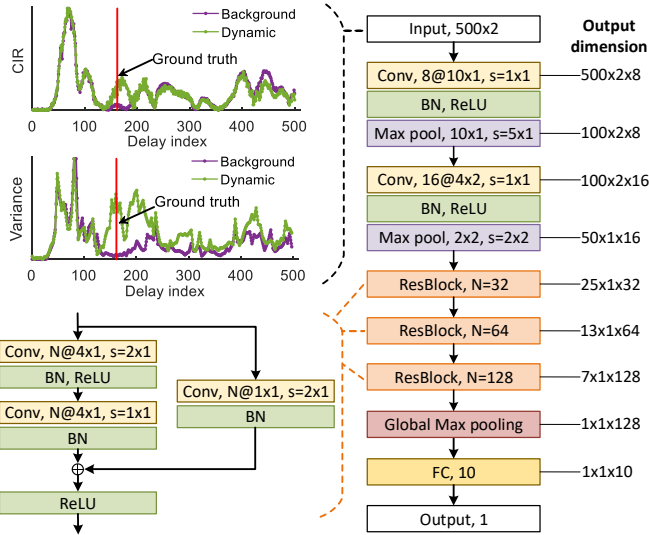 CIR
Background
Dynamic
Ground truth
0
100
200
300
400
500
Delay index
Variance
Background
Dynamic
Ground truth
0
100
200
300
400
500
Delay index
Conv, N@4x1, s=2x1
BN, ReLU
Conv, N@4x1, s=1x1
BN
ReLU
Conv, N@1x1, s=2x1
BN
Output
dimension
Input, 500x2
Conv, 8@10x1, s=1x1
500x2x8
BN, ReLU
Max pool, 10x1, s=5x1
100x2x8
Conv, 16@4x2, s=1x1
100x2x16
BN, ReLU
Max pool, 2x2, s=2x2
50x1x16
ResBlock, N=32
25x1x32
ResBlock, N=64
13x1x64
ResBlock, N=128
7x1x128
Global Max pooling
1x1x128
FC, 10
1x1x10
Output, 1